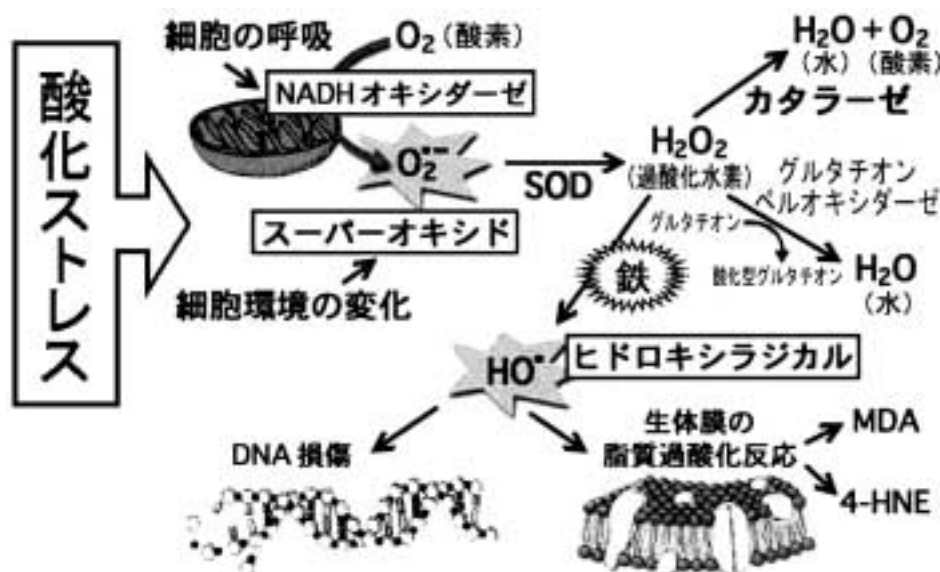 酸化ストレス
細胞の呼吸
O₂(酸素)
NADHオキシダーゼ
O₂•−
スーパーオキシド
細胞環境の変化
SOD
H₂O₂
(過酸化水素)
H₂O + O₂
(水) (酸素)
カタラーゼ
グルタチオン
ペルオキシダーゼ
グルタチオン
酸化型グルタチオン
H₂O
(水)
鉄
HO•
ヒドロキシラジカル
DNA損傷
生体膜の
脂質過酸化反応
MDA
4-HNE